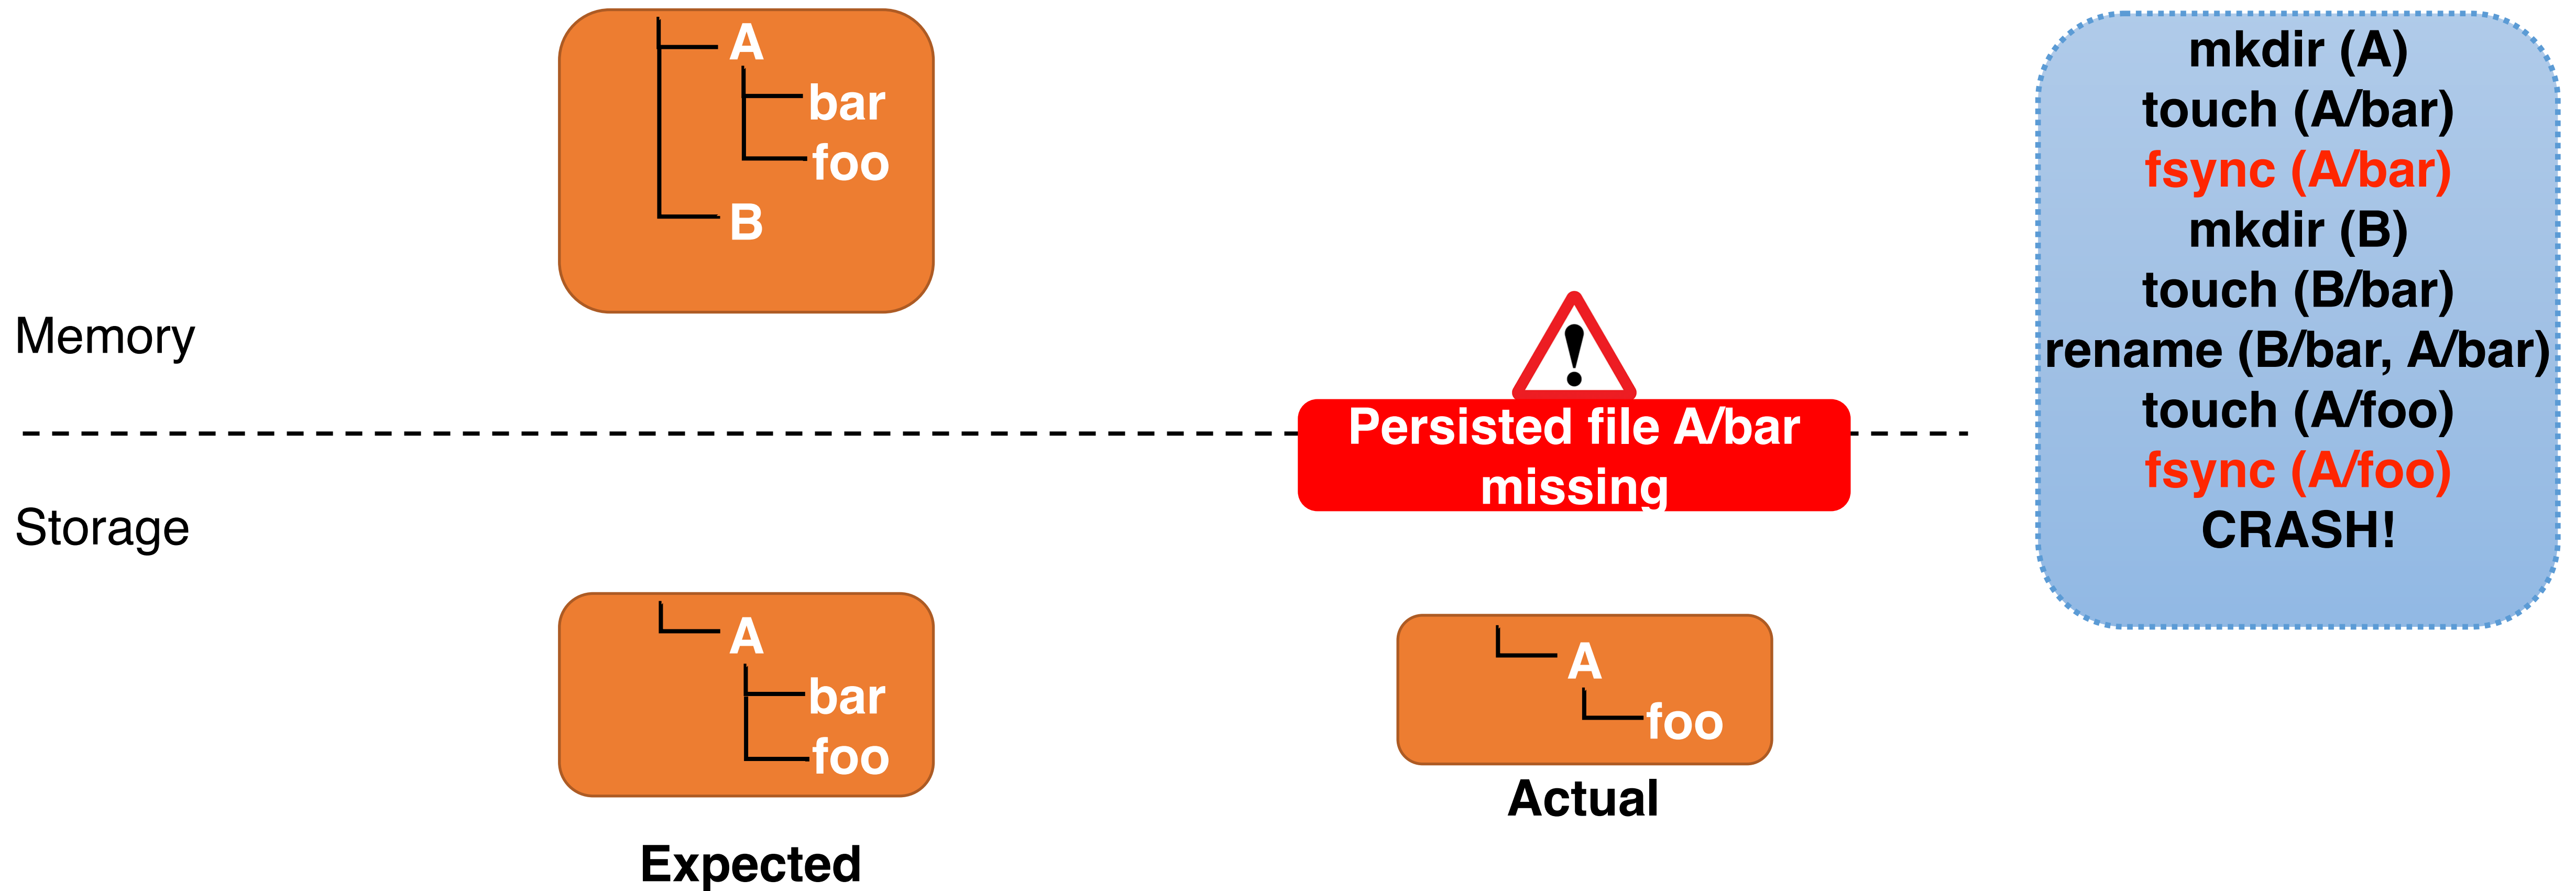 A
bar
foo
B
Memory
Storage
Persisted file A/bar
missing
A
bar
foo
Expected
A
foo
Actual
mkdir (A)
touch (A/bar)
fsync (A/bar)
mkdir (B)
touch (B/bar)
rename (B/bar, A/bar)
touch (A/foo)
fsync (A/foo)
CRASH!